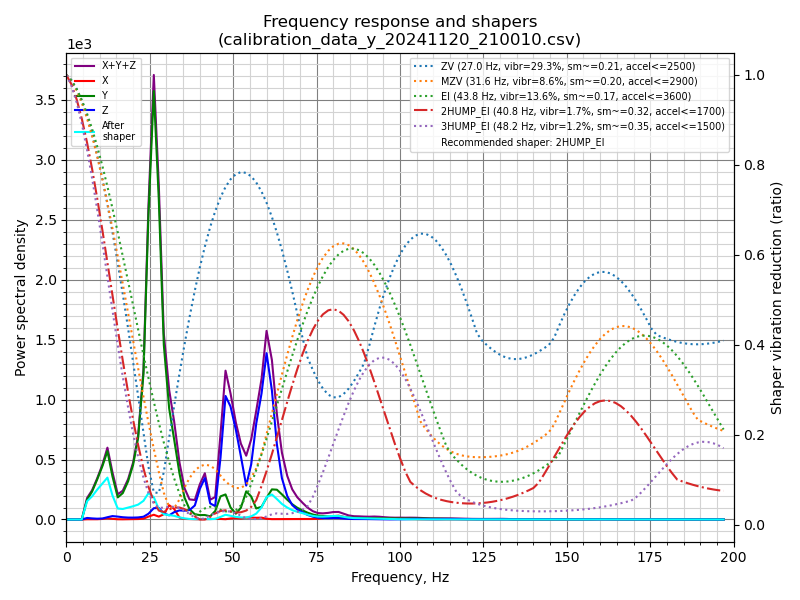 Frequency response and shapers
(calibration_data_y_20241120_210010.csv)
1e3
X+Y+Z
X
Y
Z
After
shaper
ZV (27.0 Hz, vibr=29.3%, sm~=0.21, accel<=2500)
MZV (31.6 Hz, vibr=8.6%, sm~=0.20, accel<=2900)
EI (43.8 Hz, vibr=13.6%, sm~=0.17, accel<=3600)
2HUMP_EI (40.8 Hz, vibr=1.7%, sm~=0.32, accel<=1700)
3HUMP_EI (48.2 Hz, vibr=1.2%, sm~=0.35, accel<=1500)
Recommended shaper: 2HUMP_EI
Power spectral density
3.5
3.0
2.5
2.0
1.5
1.0
0.5
0.0
1.0
0.8
0.6
0.4
0.2
0.0
Shaper vibration reduction (ratio)
0 25 50 75 100 125 150 175 200
Frequency, Hz